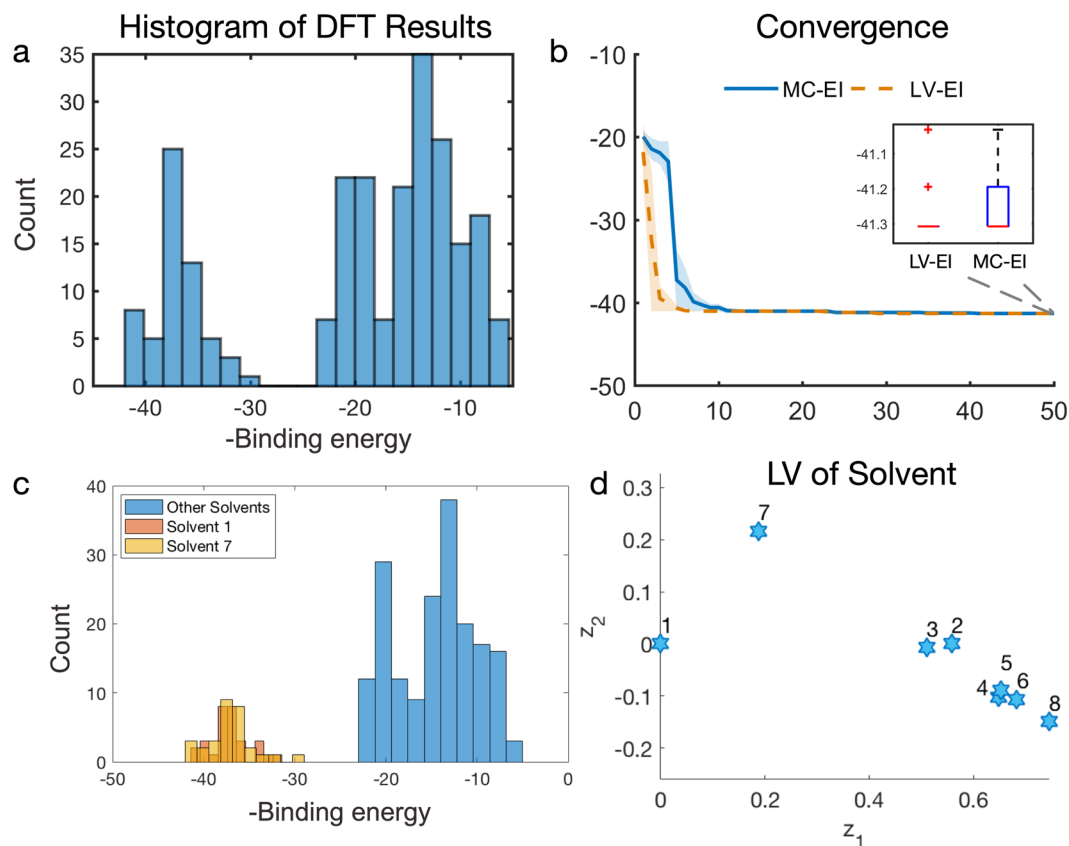 Histogram of DFT Results
a
35
30
25
20
15
10
5
0
Count
-40
-30
-20
-10
-Binding energy
Convergence
b
-10
-20
-30
-40
-50
MC-EI
LV-EI
-41.1
-41.2
-41.3
LV-EI
MC-EI
0
10
20
30
40
50
c
40
30
20
10
0
Count
Other Solvents
Solvent 1
Solvent 7
-50
-40
-30
-20
-10
0
-Binding energy
LV of Solvent
d
0.3
0.2
0.1
0
-0.1
-0.2
z2
7
1
3
2
5
4
6
8
0
0.2
0.4
0.6
z1